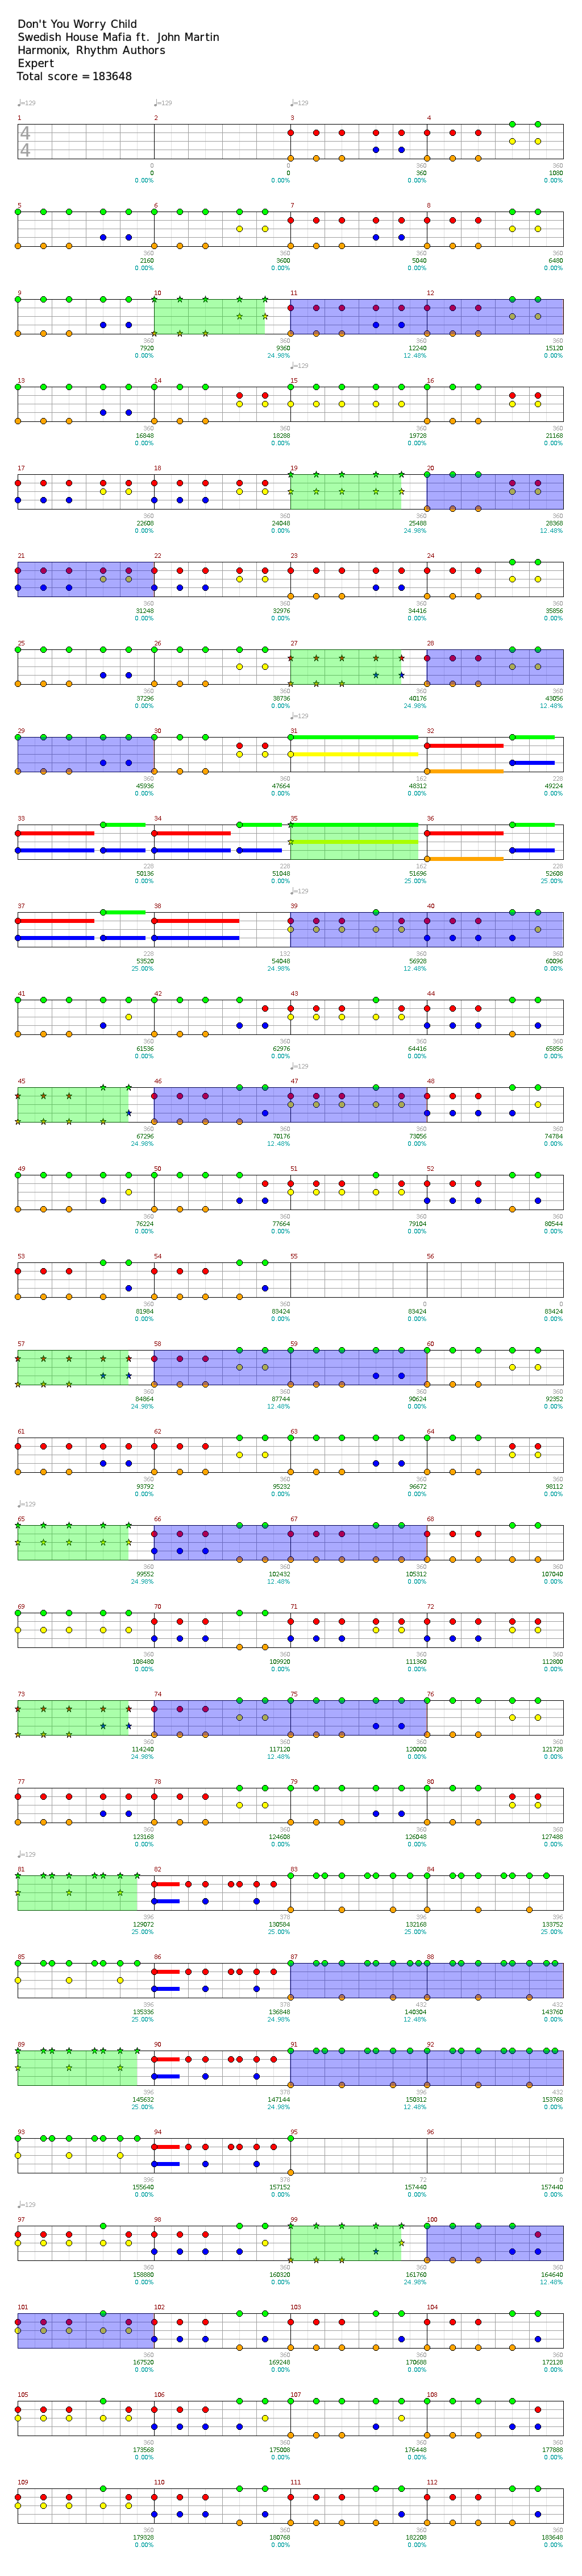 Don't You Worry Child
Swedish House Mafia ft. John Martin
Harmonix, Rhythm Authors
Expert
Total score = 183648
♩=129 ♩=129 ♩=129
1 2 3 4
4
4
0 0 360 360
0 0 360 1080
0.00% 0.00% 0.00% 0.00%
5 6 7 8
360 360 360 360
2160 3600 5040 6480
0.00% 0.00% 0.00% 0.00%
9 10 11 12
360 360 360 360
7920 9360 12240 15120
0.00% 24.98% 12.48% 0.00%
♩=129
13 14 15 16
360 360 360 360
16848 18288 19728 21168
0.00% 0.00% 0.00% 0.00%
17 18 19 20
360 360 360 360
22608 24048 25488 28368
0.00% 0.00% 24.98% 12.48%
21 22 23 24
360 360 360 360
31248 32976 34416 35856
0.00% 0.00% 0.00% 0.00%
25 26 27 28
360 360 360 360
37296 38736 40176 43056
0.00% 0.00% 24.98% 12.48%
♩=129
29 30 31 32
360 360 162 228
45936 47664 48312 49224
0.00% 0.00% 0.00% 0.00%
33 34 35 36
228 228 162 228
50136 51048 51696 52608
0.00% 0.00% 25.00% 25.00%
♩=129
37 38 39 40
228 132 360 360
53520 54048 56928 60096
25.00% 24.98% 12.48% 0.00%
41 42 43 44
360 360 360 360
61536 62976 64416 65856
0.00% 0.00% 0.00% 0.00%
♩=129
45 46 47 48
360 360 360 360
67296 70176 73056 74784
24.98% 12.48% 0.00% 0.00%
49 50 51 52
360 360 360 360
76224 77664 79104 80544
0.00% 0.00% 0.00% 0.00%
53 54 55 56
360 360 0 0
81984 83424 83424 83424
0.00% 0.00% 0.00% 0.00%
57 58 59 60
360 360 360 360
84864 87744 90624 92352
24.98% 12.48% 0.00% 0.00%
61 62 63 64
360 360 360 360
93792 95232 96672 98112
0.00% 0.00% 0.00% 0.00%
♩=129
65 66 67 68
360 360 360 360
99552 102432 105312 107040
24.98% 12.48% 0.00% 0.00%
69 70 71 72
360 360 360 360
108480 109920 111360 112800
0.00% 0.00% 0.00% 0.00%
73 74 75 76
360 360 360 360
114240 117120 120000 121728
24.98% 12.48% 0.00% 0.00%
77 78 79 80
360 360 360 360
123168 124608 126048 127488
0.00% 0.00% 0.00% 0.00%
♩=129
81 82 83 84
396 378 396 396
129072 130584 132168 133752
25.00% 25.00% 25.00% 25.00%
85 86 87 88
396 378 432 432
135336 136848 140304 143760
25.00% 24.98% 12.48% 0.00%
89 90 91 92
396 378 396 432
145632 147144 150312 153768
25.00% 24.98% 12.48% 0.00%
93 94 95 96
396 378 72 0
155640 157152 157440 157440
0.00% 0.00% 0.00% 0.00%
♩=129
97 98 99 100
360 360 360 360
158880 160320 161760 164640
0.00% 0.00% 24.98% 12.48%
101 102 103 104
360 360 360 360
167520 169248 170688 172128
0.00% 0.00% 0.00% 0.00%
105 106 107 108
360 360 360 360
173568 175008 176448 177888
0.00% 0.00% 0.00% 0.00%
109 110 111 112
360 360 360 360
179328 180768 182208 183648
0.00% 0.00% 0.00% 0.00%